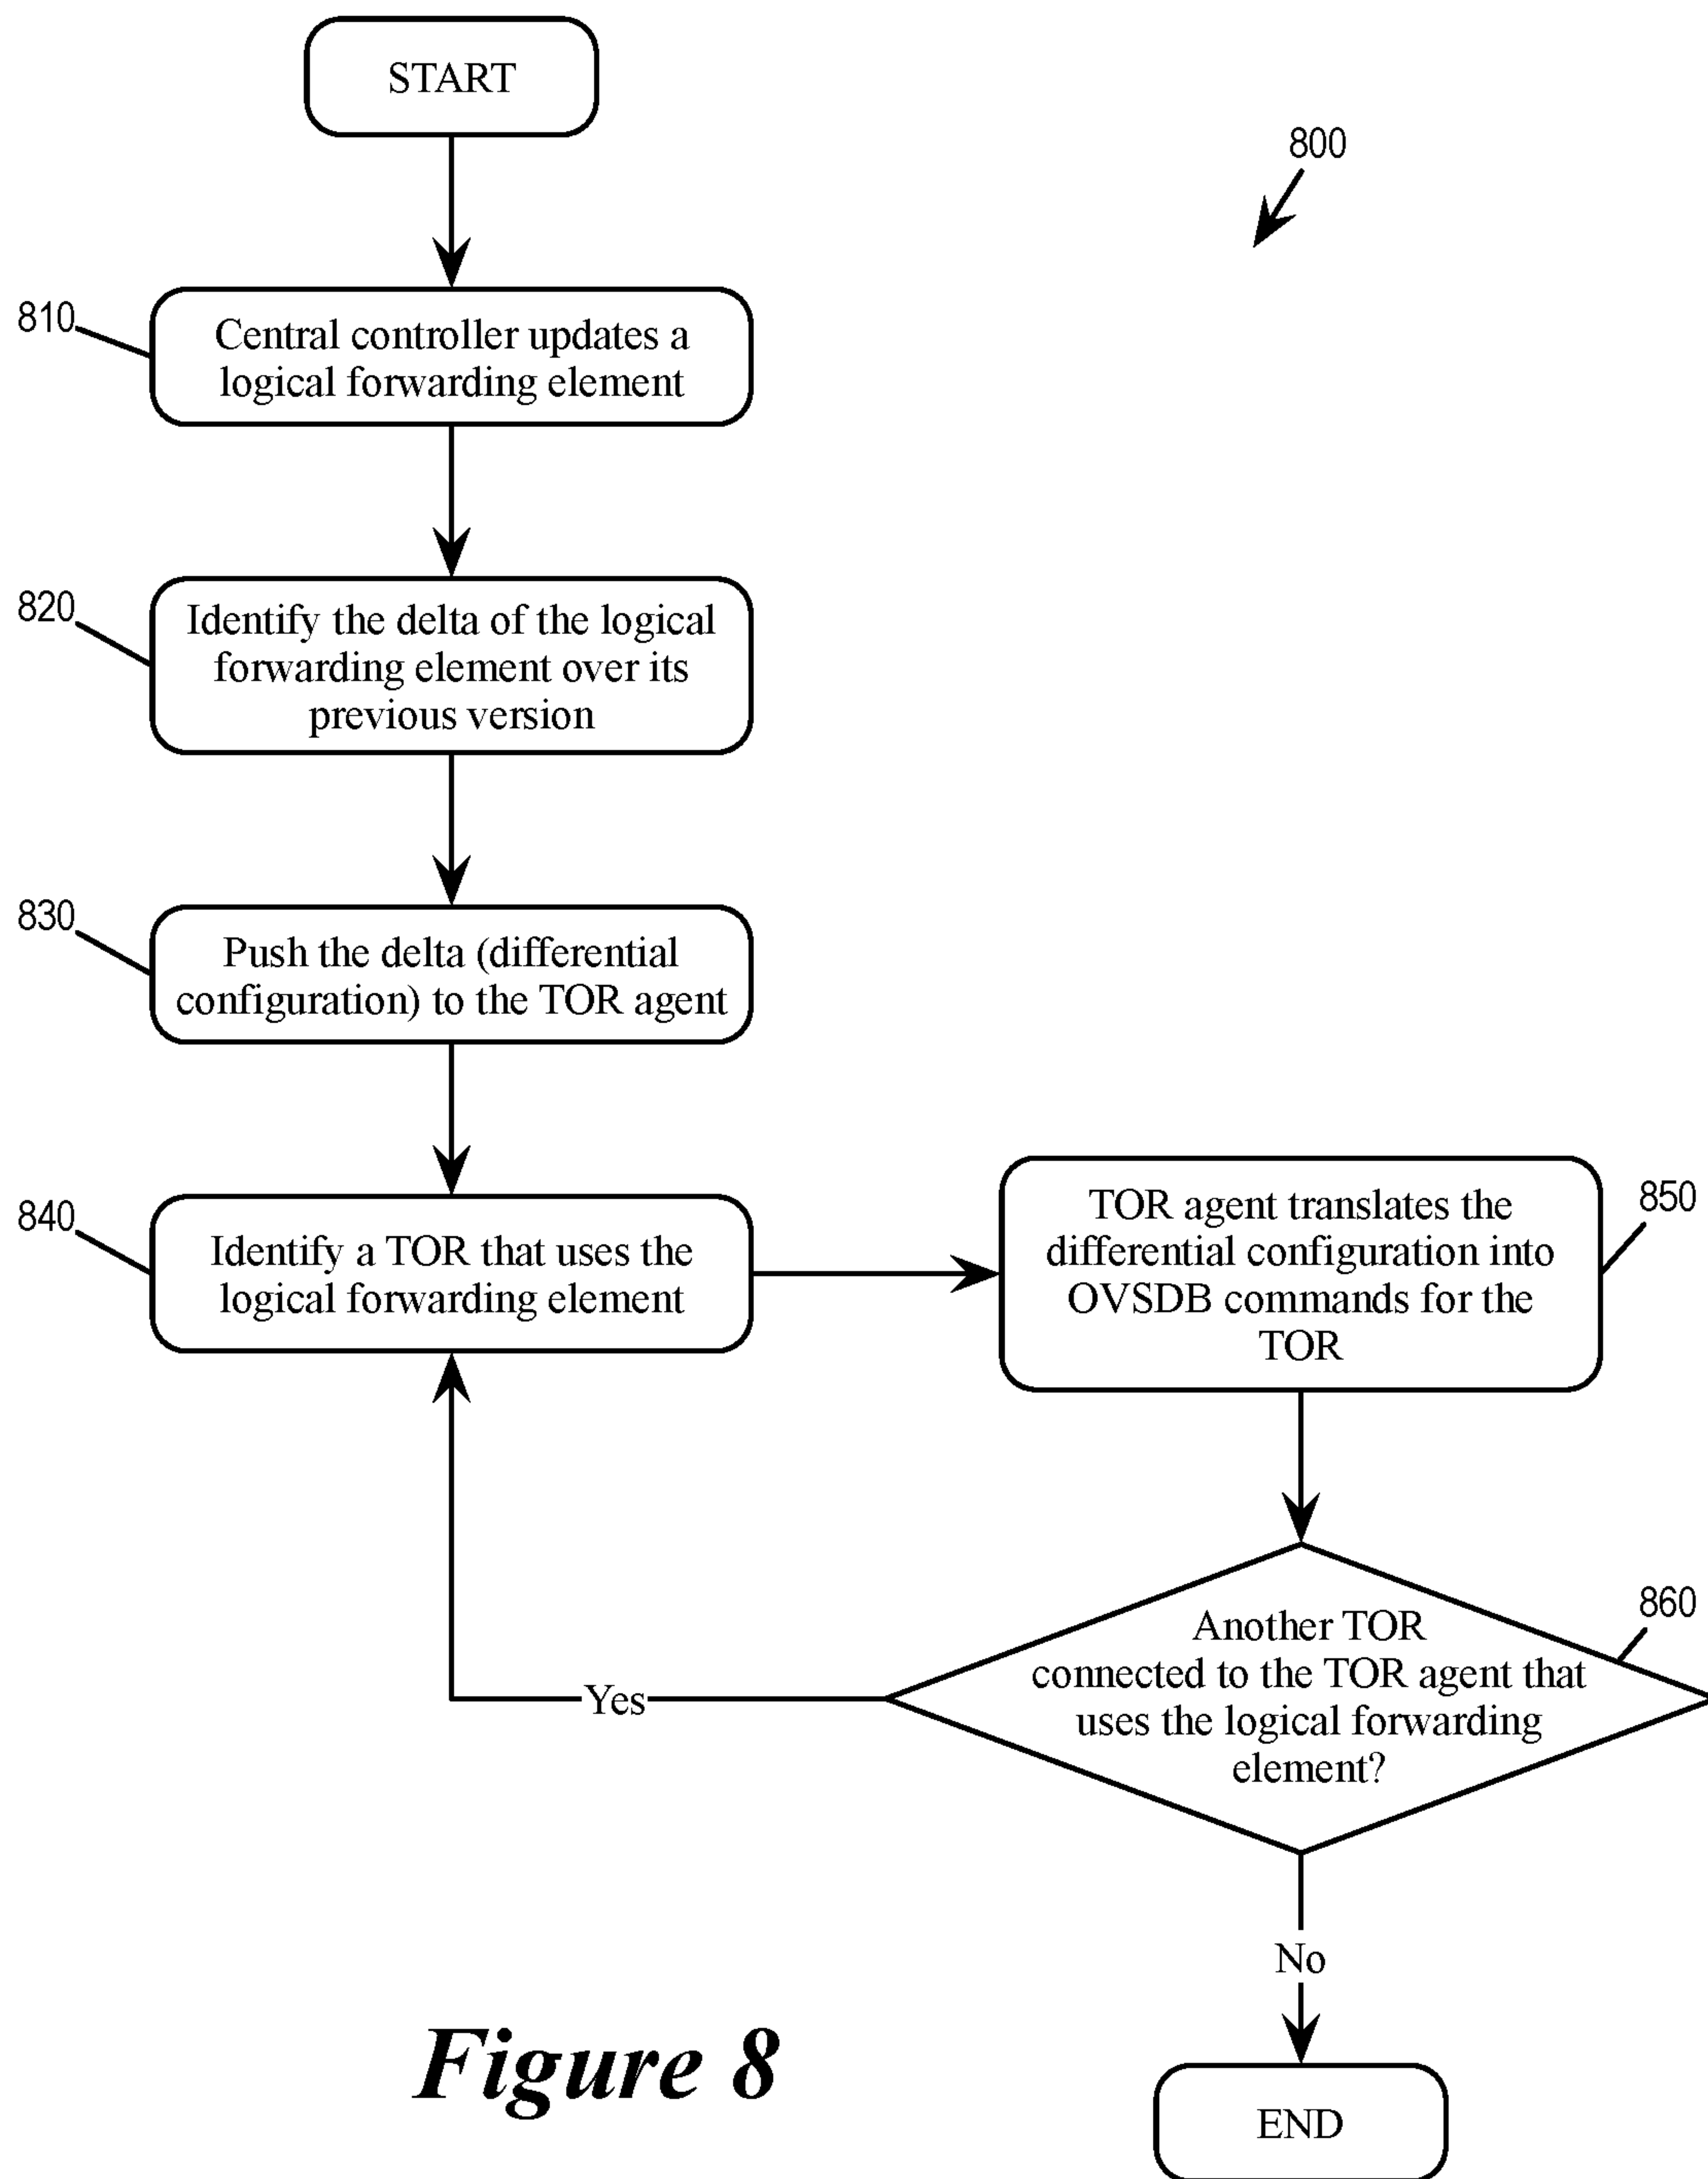 START
800
810
Central controller updates a
logical forwarding element
820
Identify the delta of the logical
forwarding element over its
previous version
830
Push the delta (differential
configuration) to the TOR agent
840
Identify a TOR that uses the
logical forwarding element
850
TOR agent translates the
differential configuration into
OVSDB commands for the
TOR
860
Another TOR
connected to the TOR agent that
uses the logical forwarding
element?
Yes
No
END
Figure 8